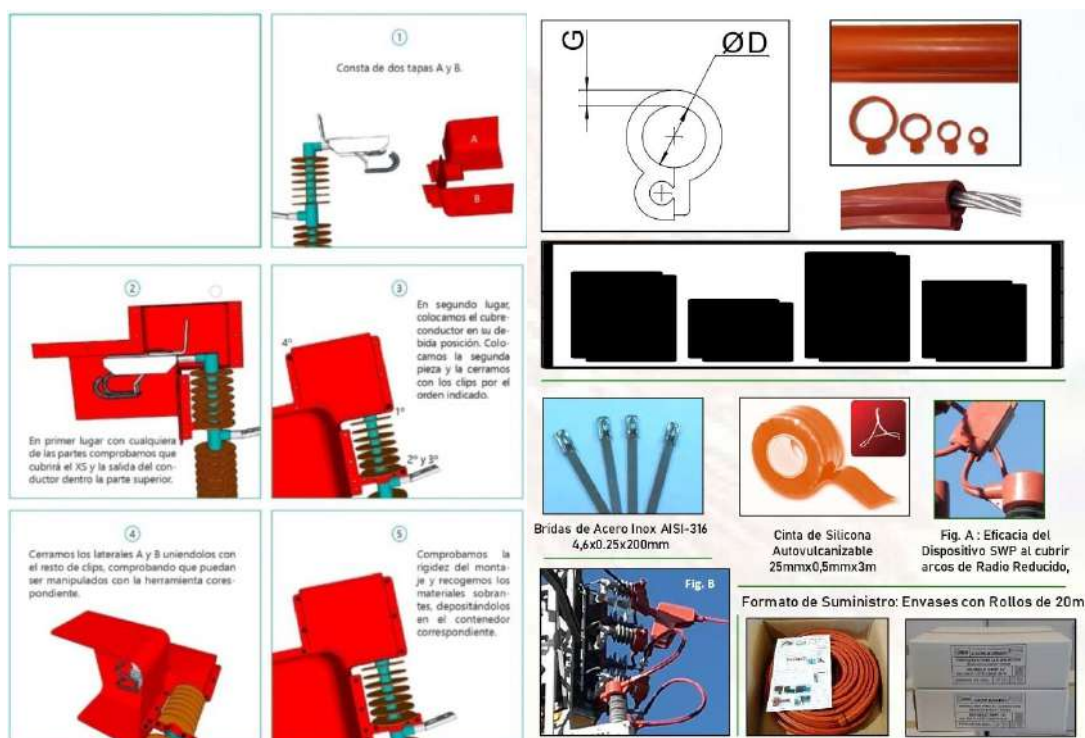 1
Consta de dos tapas A y B.
A
B
2
En primer lugar con cualquiera
de las partes comprobamos que
cubrirá el XS y la salida del con-
ductor dentro la parte superior.
3
En segundo lugar,
colocamos el cubre-
conductor en su de-
bida posición. Colo-
camos la segunda
pieza y la cerramos
con los clips por el
orden indicado.
4º
1º
2º y 3º
4
Cerramos los laterales A y B uniendolos con
el resto de clips, comprobando que puedan
ser manipulados con la herramienta corres-
pondiente.
5
Comprobamos la
rigidez del monta-
je y recogemos los
materiales sobran-
tes, depositándolos
en el contenedor
correspondiente.
G
ØD
Bridas de Acero Inox AISI-316
4,6x0.25x200mm
Cinta de Silicona
Autovulcanizable
25mmx0,5mmx3m
Fig. A : Eficacia del
Dispositivo SWP al cubrir
arcos de Radio Reducido,
Fig. B
Formato de Suministro: Envases con Rollos de 20m